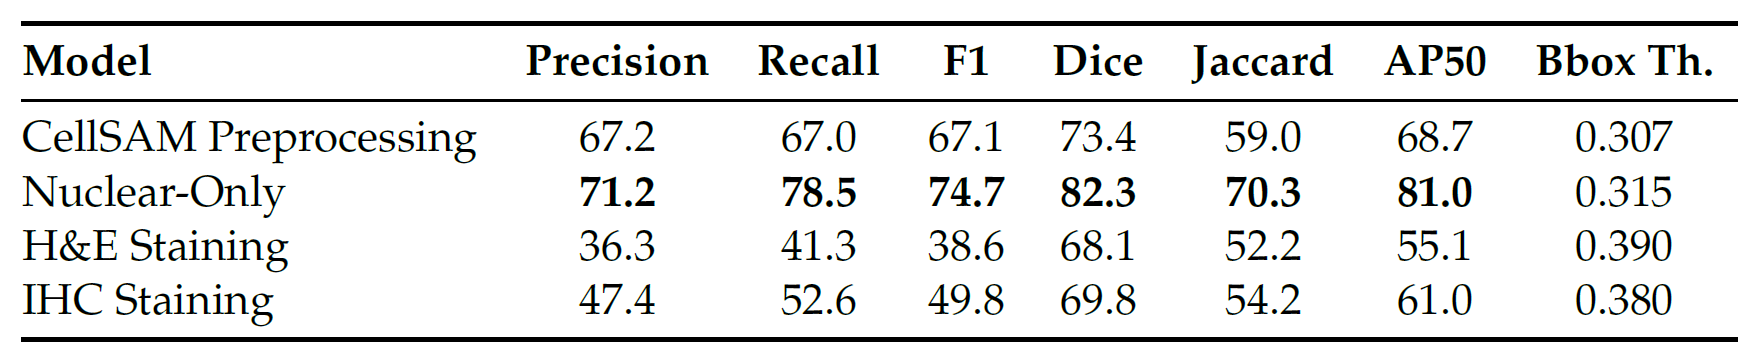 Model Precision Recall F1 Dice Jaccard AP50 Bbox Th.
CellSAM Preprocessing 67.2 67.0 67.1 73.4 59.0 68.7 0.307
Nuclear-Only 71.2 78.5 74.7 82.3 70.3 81.0 0.315
H&E Staining 36.3 41.3 38.6 68.1 52.2 55.1 0.390
IHC Staining 47.4 52.6 49.8 69.8 54.2 61.0 0.380